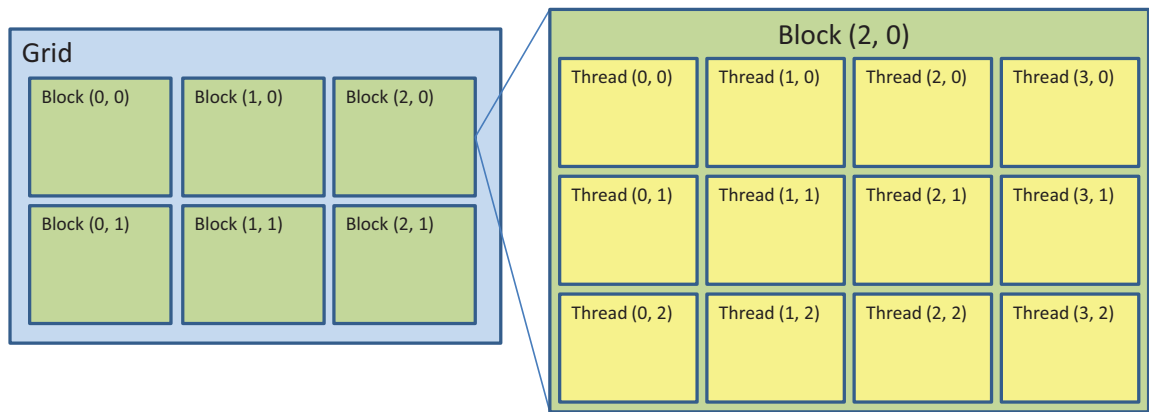 Grid
Block (0, 0)
Block (1, 0)
Block (2, 0)
Block (0, 1)
Block (1, 1)
Block (2, 1)
Block (2, 0)
Thread (0, 0)
Thread (1, 0)
Thread (2, 0)
Thread (3, 0)
Thread (0, 1)
Thread (1, 1)
Thread (2, 1)
Thread (3, 1)
Thread (0, 2)
Thread (1, 2)
Thread (2, 2)
Thread (3, 2)